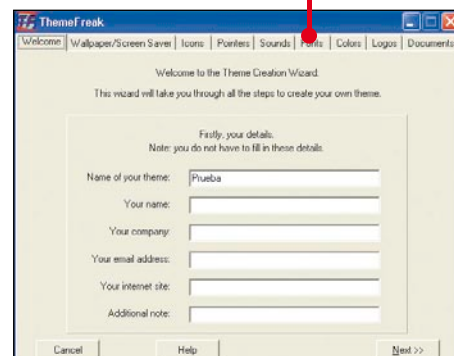 ThemeFreak
Welcome Wallpaper/Screen Saver Icons Pointers Sounds Fonts Colors Logos Documents
Welcome to the Theme Creation Wizard.
This wizard will take you through all the steps to create your own theme.
Firstly, your details.
Note: you do not have to fill in these details.
Name of your theme: Prueba
Your name:
Your company:
Your email address:
Your internet site:
Additional note:
Cancel Help Next >>